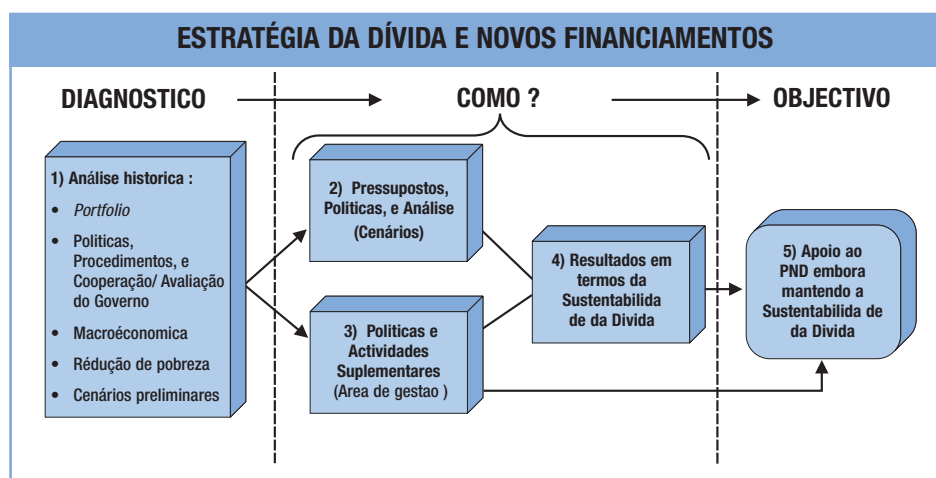 ESTRATÉGIA DA DÍVIDA E NOVOS FINANCIAMENTOS
DIAGNOSTICO
COMO ?
OBJECTIVO
1) Análise historica :
• Portfolio
• Politicas,
Procedimentos, e
Cooperação/ Avaliação
do Governo
• Macroéconomica
• Rédução de pobreza
• Cenários preliminares
2) Pressupostos,
Politicas, e Análise
(Cenários)
3) Politicas e
Actividades
Suplementares
(Area de gestao )
4) Resultados em
termos da
Sustentabilida
de da Divida
5) Apoio ao
PND embora
mantendo a
Sustentabilida de
da Divida